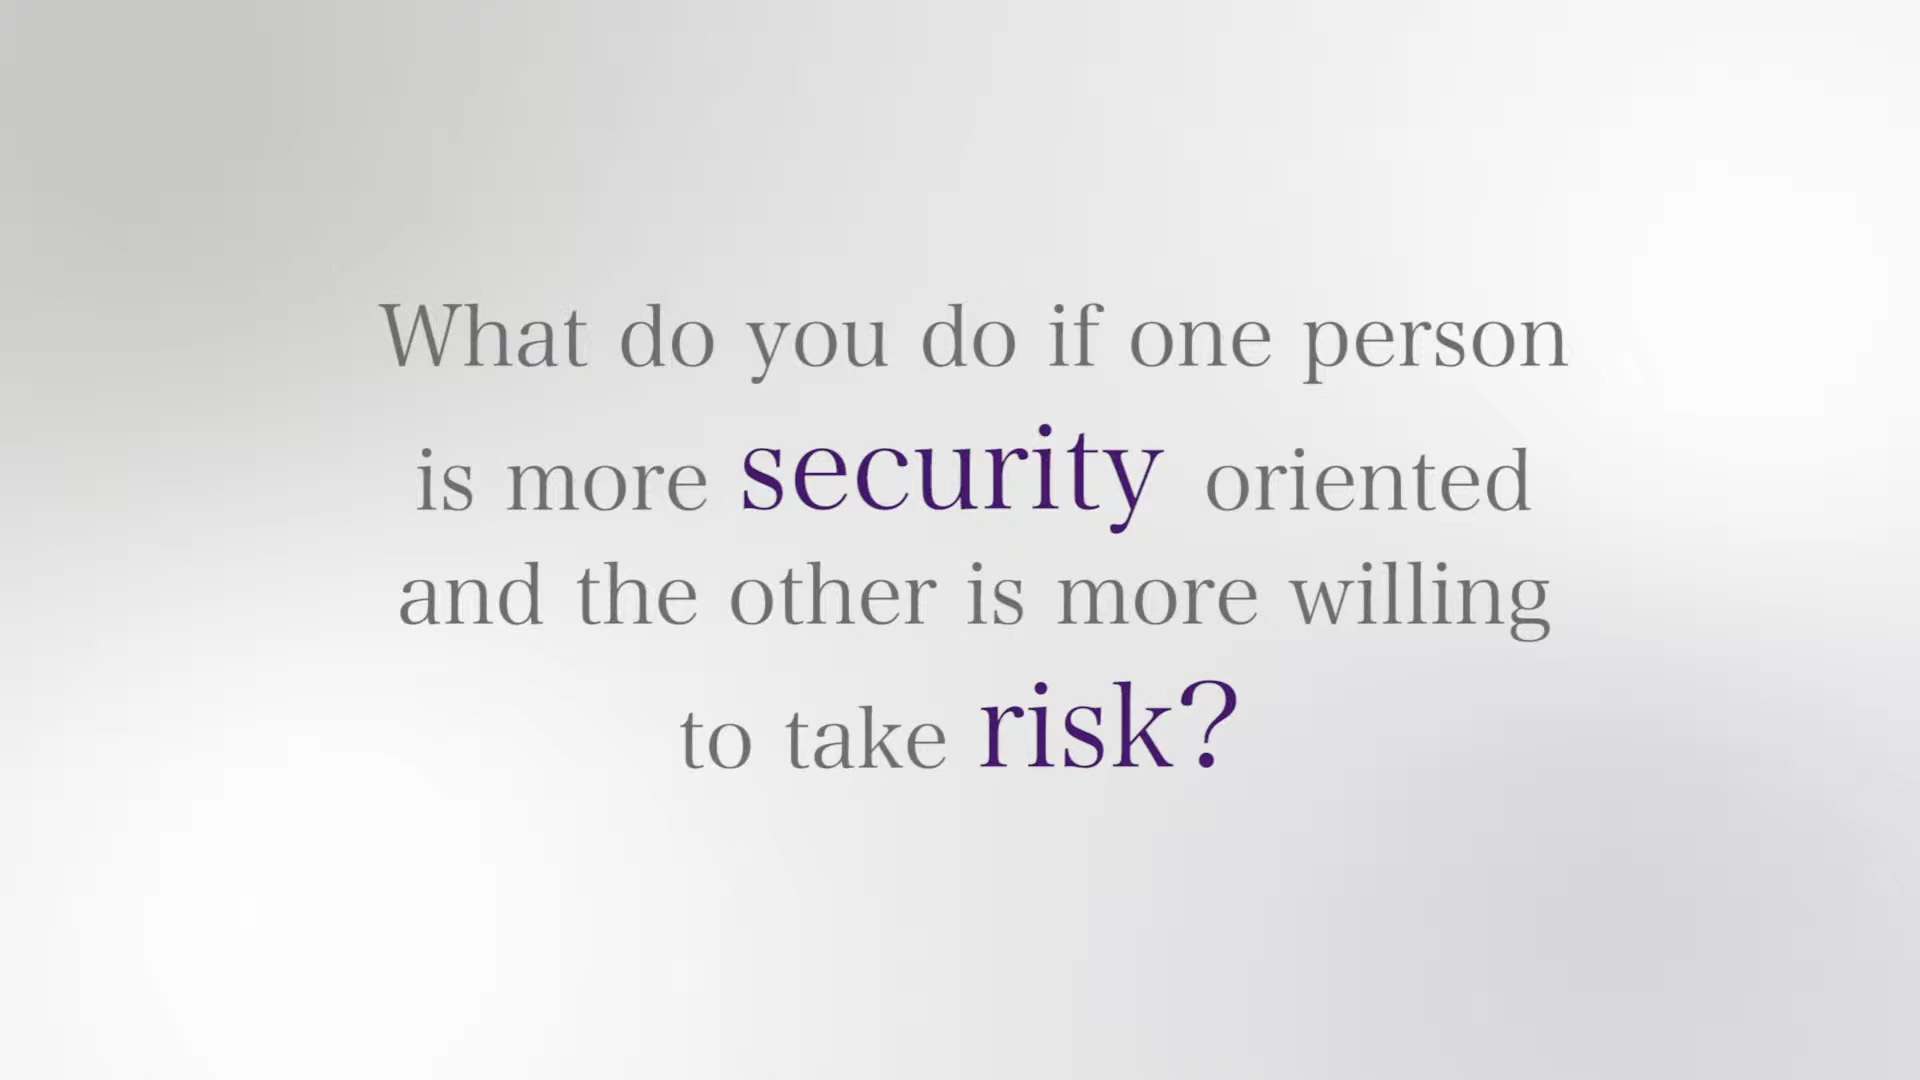 What do you do if one person
is more security oriented
and the other is more willing
to take risk?